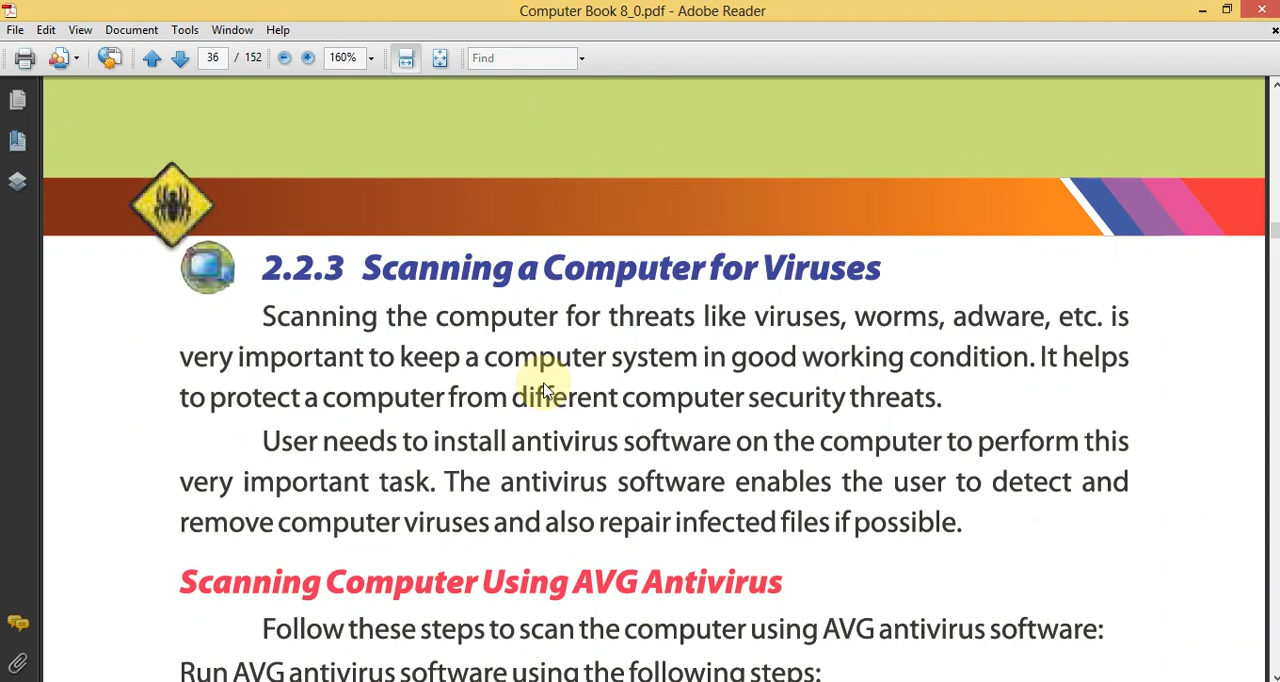 Computer Book 8_0.pdf - Adobe Reader
File Edit View Document Tools Window Help
36 / 152 160% Find
2.2.3 Scanning a Computer for Viruses
Scanning the computer for threats like viruses, worms, adware, etc. is
very important to keep a computer system in good working condition. It helps
to protect a computer from different computer security threats.
User needs to install antivirus software on the computer to perform this
very important task. The antivirus software enables the user to detect and
remove computer viruses and also repair infected files if possible.
Scanning Computer Using AVG Antivirus
Follow these steps to scan the computer using AVG antivirus software:
Run AVG antivirus software using the following steps: